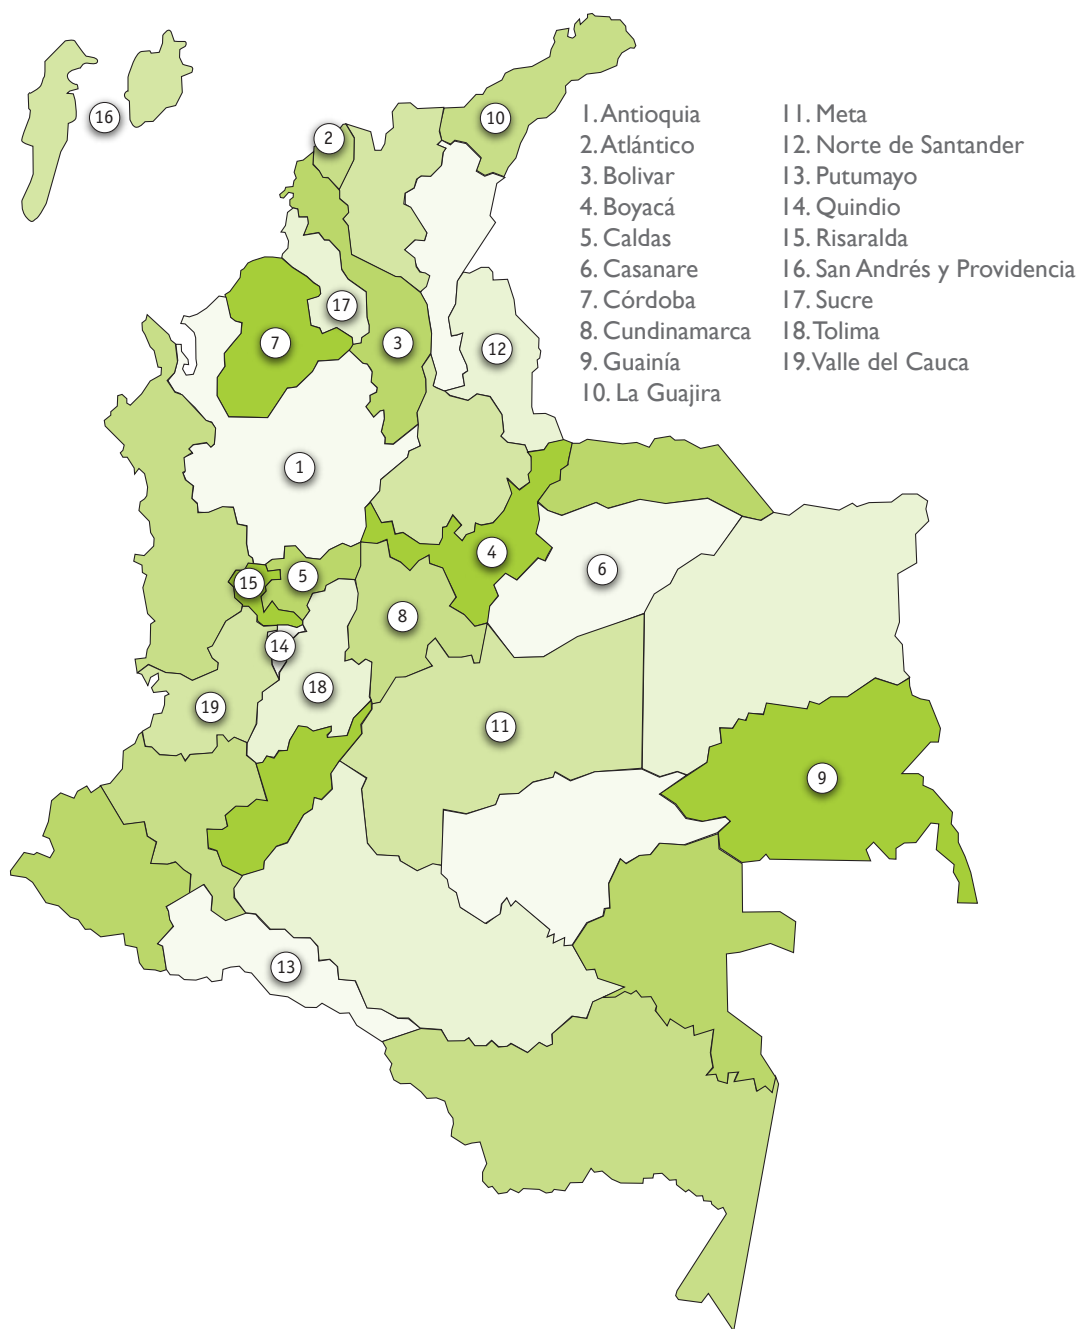 1. Antioquia
2. Atlántico
3. Bolivar
4. Boyacá
5. Caldas
6. Casanare
7. Córdoba
8. Cundinamarca
9. Guainía
10. La Guajira
11. Meta
12. Norte de Santander
13. Putumayo
14. Quindio
15. Risaralda
16. San Andrés y Providencia
17. Sucre
18. Tolima
19. Valle del Cauca
16
2
10
17
7
3
12
1
4
15
5
6
8
14
18
19
11
9
13